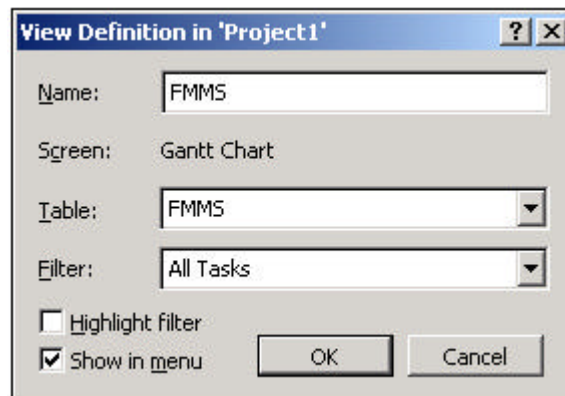 View Definition in 'Project1'
Name: FMMS
Screen: Gantt Chart
Table: FMMS
Filter: All Tasks
Highlight filter
Show in menu OK Cancel